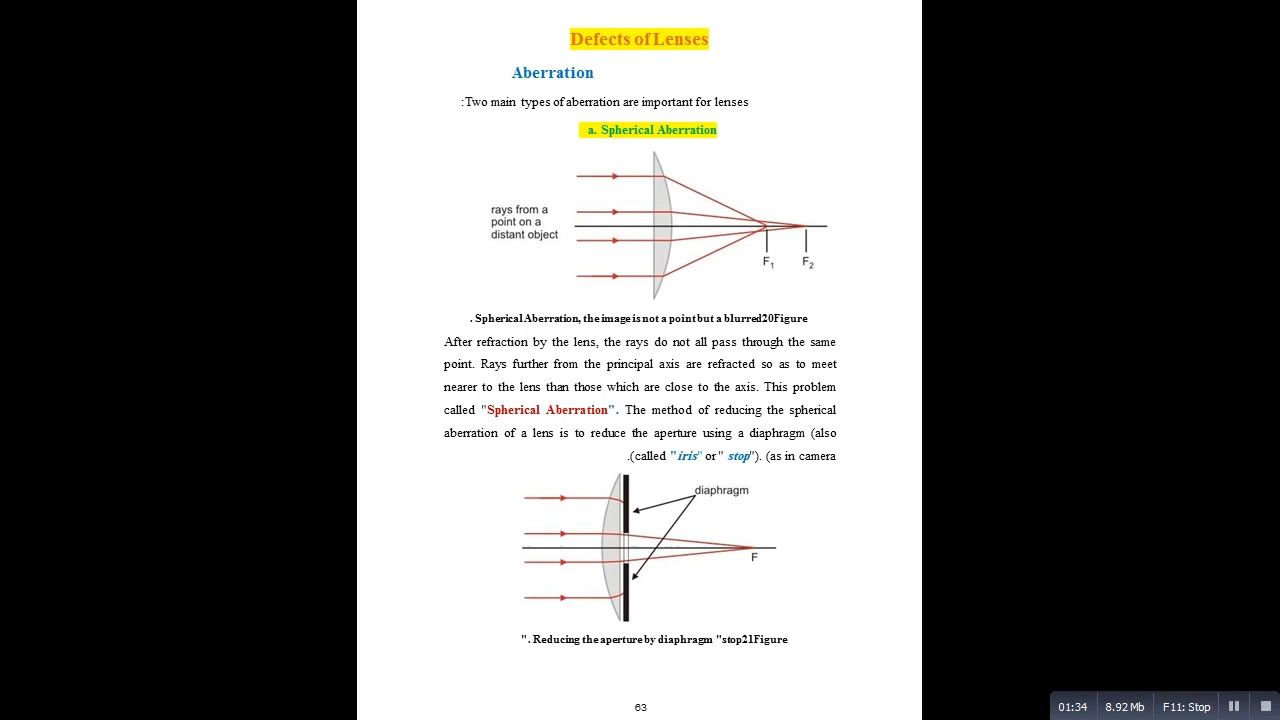 Defects of Lenses
Aberration
:Two main types of aberration are important for lenses
a. Spherical Aberration
rays from a
point on a
distant object
F1
F2
. Spherical Aberration, the image is not a point but a blurred20Figure
After refraction by the lens, the rays do not all pass through the same
point. Rays further from the principal axis are refracted so as to meet
nearer to the lens than those which are close to the axis. This problem
called "Spherical Aberration". The method of reducing the spherical
aberration of a lens is to reduce the aperture using a diaphragm (also
.(called "iris" or " stop"). (as in camera
diaphragm
F
". Reducing the aperture by diaphragm "stop21Figure
63
01:34
8.92 Mb
F11: Stop